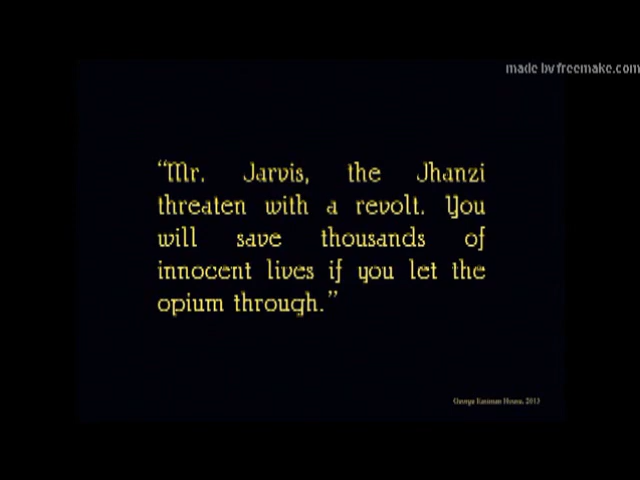 made by freemake.com
“Mr. Jarvis, the Jhanzi
threaten with a revolt. You
will save thousands of
innocent lives if you let the
opium through.”
George Eastman House, 2013